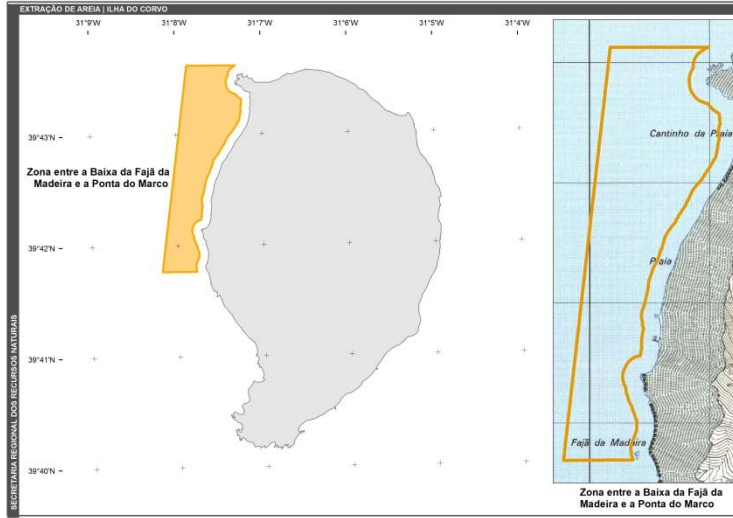 EXTRAÇÃO DE AREIA | ILHA DO CORVO
31°9'W
31°8'W
31°7'W
31°6'W
31°5'W
31°4'W
39°43'N
39°42'N
39°41'N
39°40'N
Zona entre a Baixa da Fajã da
Madeira e a Ponta do Marco
SECRETARIA REGIONAL DOS RECURSOS NATURAIS
Cantinho da Praia
Praia
Fajã da Madeira
Zona entre a Baixa da Fajã da
Madeira e a Ponta do Marco